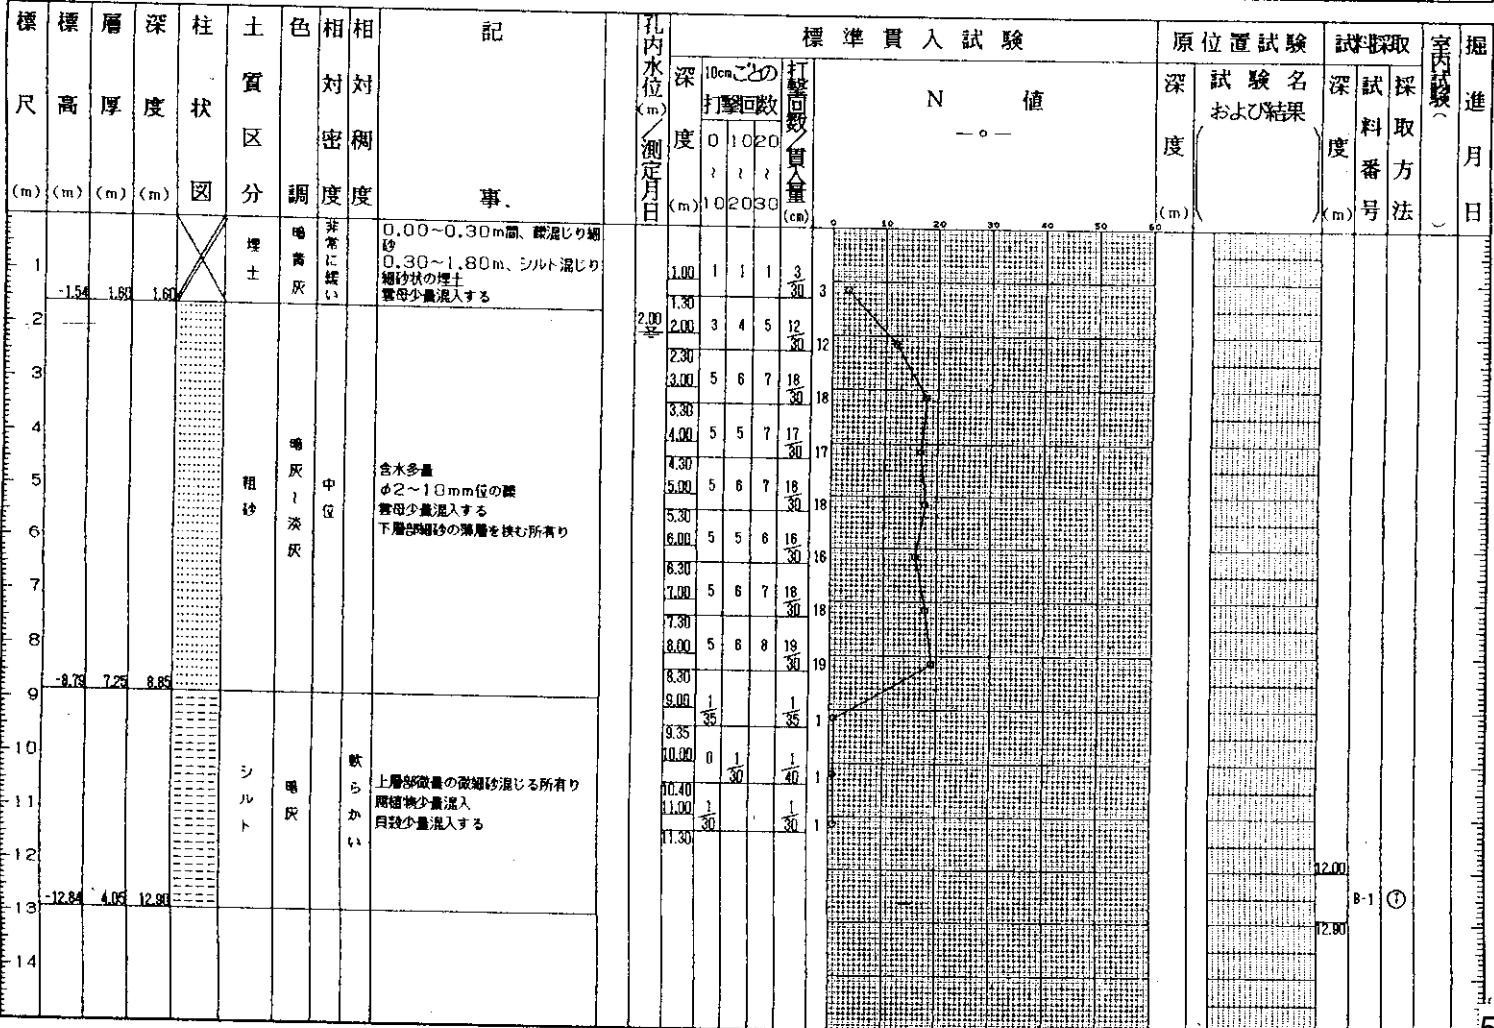 標尺(m)
標高(m)
層厚(m)
深度(m)
柱状図
土質区分
色調
相対密度
相対稠度
記事.
孔内水位(m)/測定月日
標準貫入試験
深度(m)
10cmごとの打撃回数
0 10 20
~ ~ ~
10 20 30
打撃回数/貫入量(cm)
N 値
0 10 20 30 40 50 60
原位置試験
深度(m)
試験名および結果
試料採取
深度(m)
試料番号
採取方法
室内試験()
掘進月日
1
2
3
4
5
6
7
8
9
10
11
12
13
14
-1.54 1.60 1.60
埋土
暗黄灰
非常に緩い
0.00~0.30m間、礫混じり細砂
0.30~1.80m、シルト混じり
細砂状の埋土
雲母少量混入する
-8.79 7.25 8.85
粗砂
暗灰~淡灰
中位
含水多量
φ2~10mm位の礫
雲母少量混入する
下層部細砂の薄層を挟む所有り
-12.84 4.05 12.90
シルト
暗灰
軟らかい
上層部微量の微細砂混じる所有り
腐植物少量混入
貝殻少量混入する
2.00
1.00 1 1 1 3/30 3
1.30
2.00 3 4 5 12/30 12
2.30
3.00 5 6 7 18/30 18
3.30
4.00 5 5 7 17/30 17
4.30
5.00 5 6 7 18/30 18
5.30
6.00 5 5 6 16/30 16
6.30
7.00 5 6 7 18/30 18
7.30
8.00 5 6 8 19/30 19
8.30
9.00 1/35 1/35 1
9.35
10.00 0 1/30 1/40 1
10.40
11.00 1/30 1/30 1
11.30
12.00
B-1
12.90